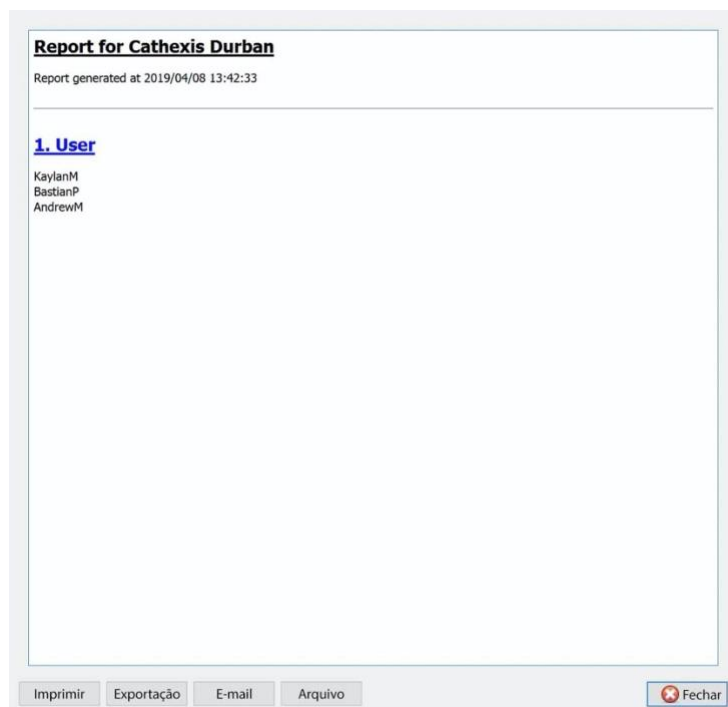 Report for Cathexis Durban
Report generated at 2019/04/08 13:42:33
1. User
KaylanM
BastianP
AndrewM
Imprimir Exportação E-mail Arquivo Fechar